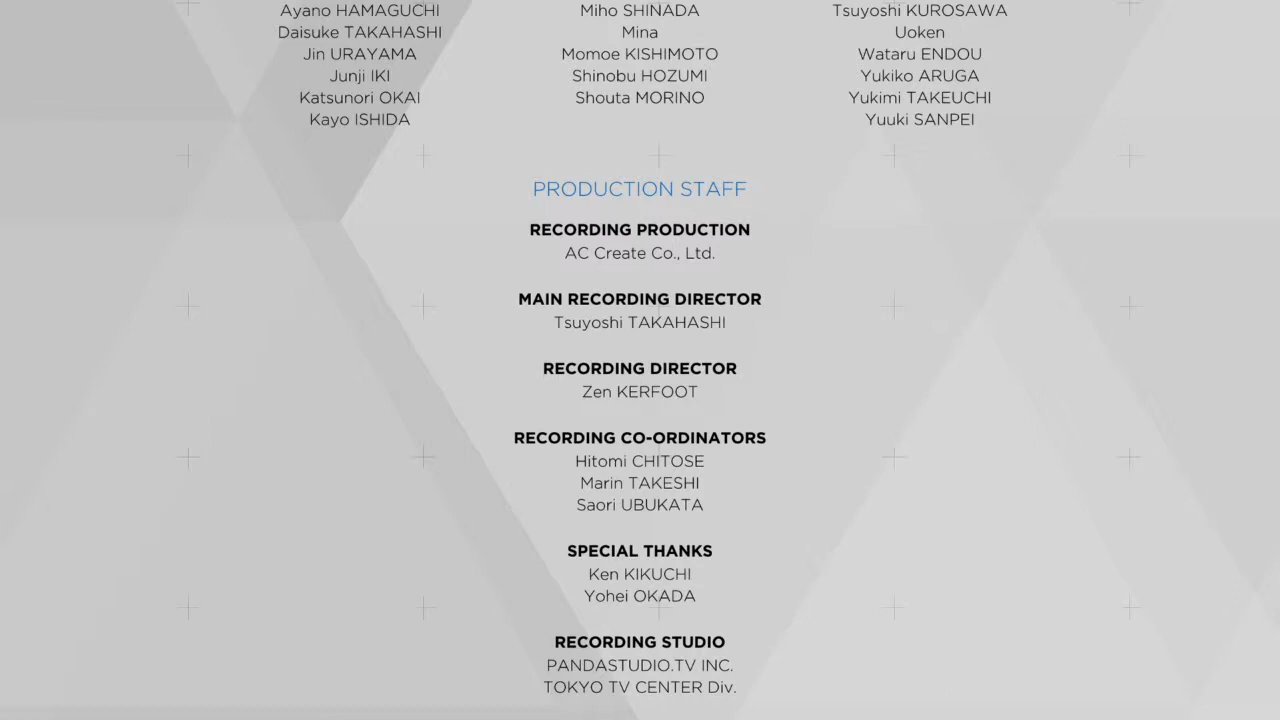 Ayano HAMAGUCHI
Daisuke TAKAHASHI
Jin URAYAMA
Junji IKI
Katsunori OKAI
Kayo ISHIDA
Miho SHINADA
Mina
Momoe KISHIMOTO
Shinobu HOZUMI
Shouta MORINO
Tsuyoshi KUROSAWA
Uoken
Wataru ENDOU
Yukiko ARUGA
Yukimi TAKEUCHI
Yuuki SANPEI
PRODUCTION STAFF
RECORDING PRODUCTION
AC Create Co., Ltd.
MAIN RECORDING DIRECTOR
Tsuyoshi TAKAHASHI
RECORDING DIRECTOR
Zen KERFOOT
RECORDING CO-ORDINATORS
Hitomi CHITOSE
Marin TAKESHI
Saori UBUKATA
SPECIAL THANKS
Ken KIKUCHI
Yohei OKADA
RECORDING STUDIO
PANDASTUDIO.TV INC.
TOKYO TV CENTER Div.